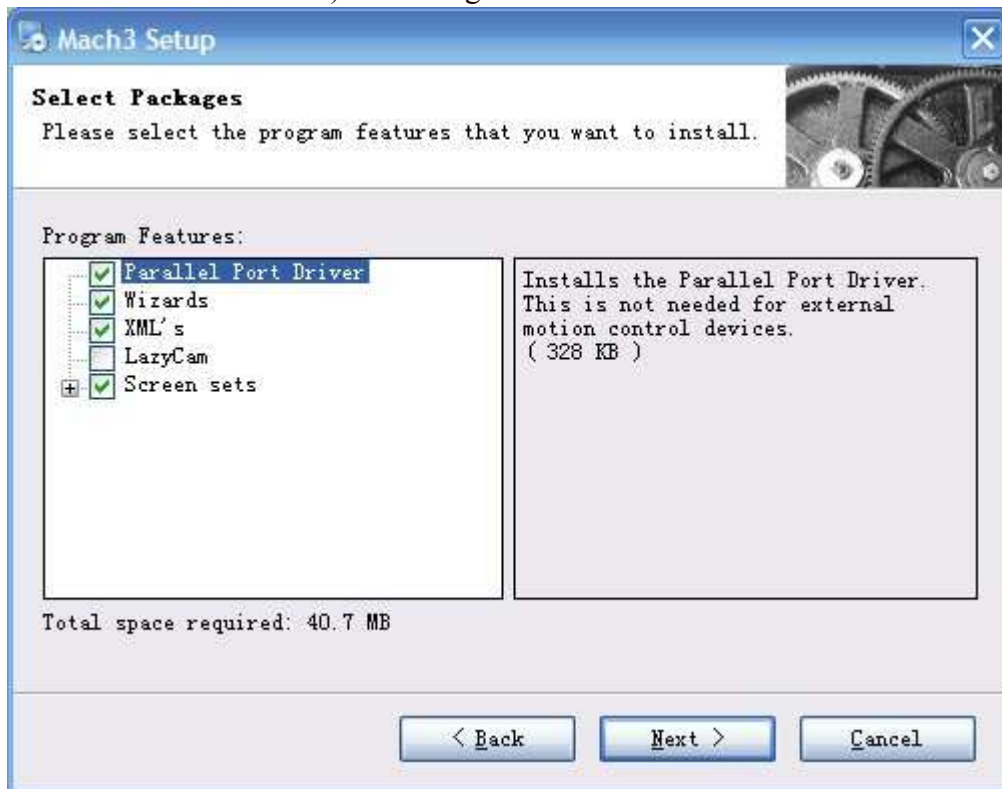 Mach3 Setup
Select Packages
Please select the program features that you want to install.
Program Features:
Parallel Port Driver
Wizards
XML's
LazyCam
Screen sets
Installs the Parallel Port Driver.
This is not needed for external
motion control devices.
( 328 KB )
Total space required: 40.7 MB
< Back
Next >
Cancel